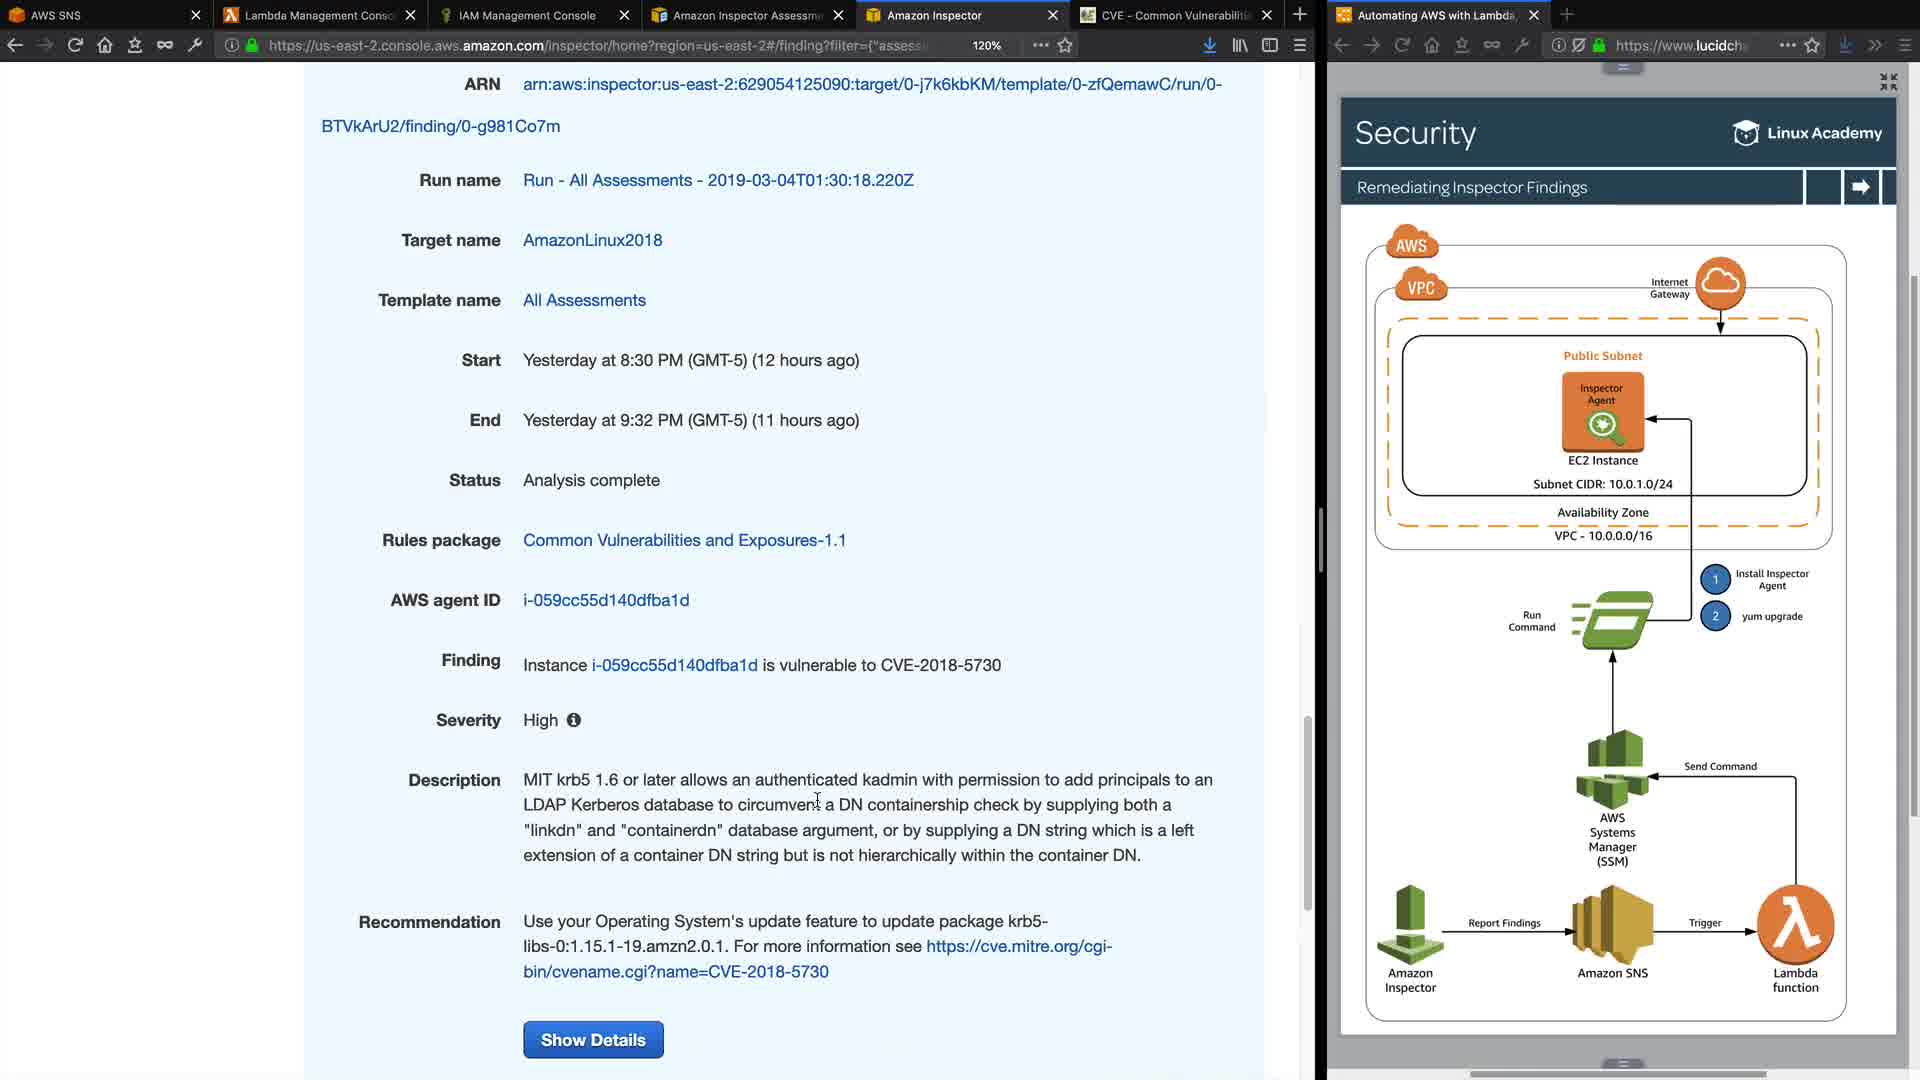 AWS SNS
Lambda Management Conso
IAM Management Console
Amazon Inspector Assessme
Amazon Inspector
CVE - Common Vulnerabiliti
Automating AWS with Lambda,
https://us-east-2.console.aws.amazon.com/inspector/home?region=us-east-2#/finding?filter={"assess
120%
https://www.lucidch
ARN
arn:aws:inspector:us-east-2:629054125090:target/0-j7k6kbKM/template/0-zfQemawC/run/0-
BTVkArU2/finding/0-g981Co7m
Run name
Run - All Assessments - 2019-03-04T01:30:18.220Z
Target name
AmazonLinux2018
Template name
All Assessments
Start
Yesterday at 8:30 PM (GMT-5) (12 hours ago)
End
Yesterday at 9:32 PM (GMT-5) (11 hours ago)
Status
Analysis complete
Rules package
Common Vulnerabilities and Exposures-1.1
AWS agent ID
i-059cc55d140dfba1d
Finding
Instance i-059cc55d140dfba1d is vulnerable to CVE-2018-5730
Severity
High
Description
MIT krb5 1.6 or later allows an authenticated kadmin with permission to add principals to an
LDAP Kerberos database to circumvent a DN containership check by supplying both a
"linkdn" and "containerdn" database argument, or by supplying a DN string which is a left
extension of a container DN string but is not hierarchically within the container DN.
Recommendation
Use your Operating System's update feature to update package krb5-
libs-0:1.15.1-19.amzn2.0.1. For more information see https://cve.mitre.org/cgi-
bin/cvename.cgi?name=CVE-2018-5730
Show Details
Security
Linux Academy
Remediating Inspector Findings
AWS
VPC
Internet
Gateway
Public Subnet
Inspector
Agent
EC2 Instance
Subnet CIDR: 10.0.1.0/24
Availability Zone
VPC - 10.0.0.0/16
1
Install Inspector
Agent
2
yum upgrade
Run
Command
Send Command
AWS
Systems
Manager
(SSM)
Report Findings
Trigger
Amazon
Inspector
Amazon SNS
Lambda
function